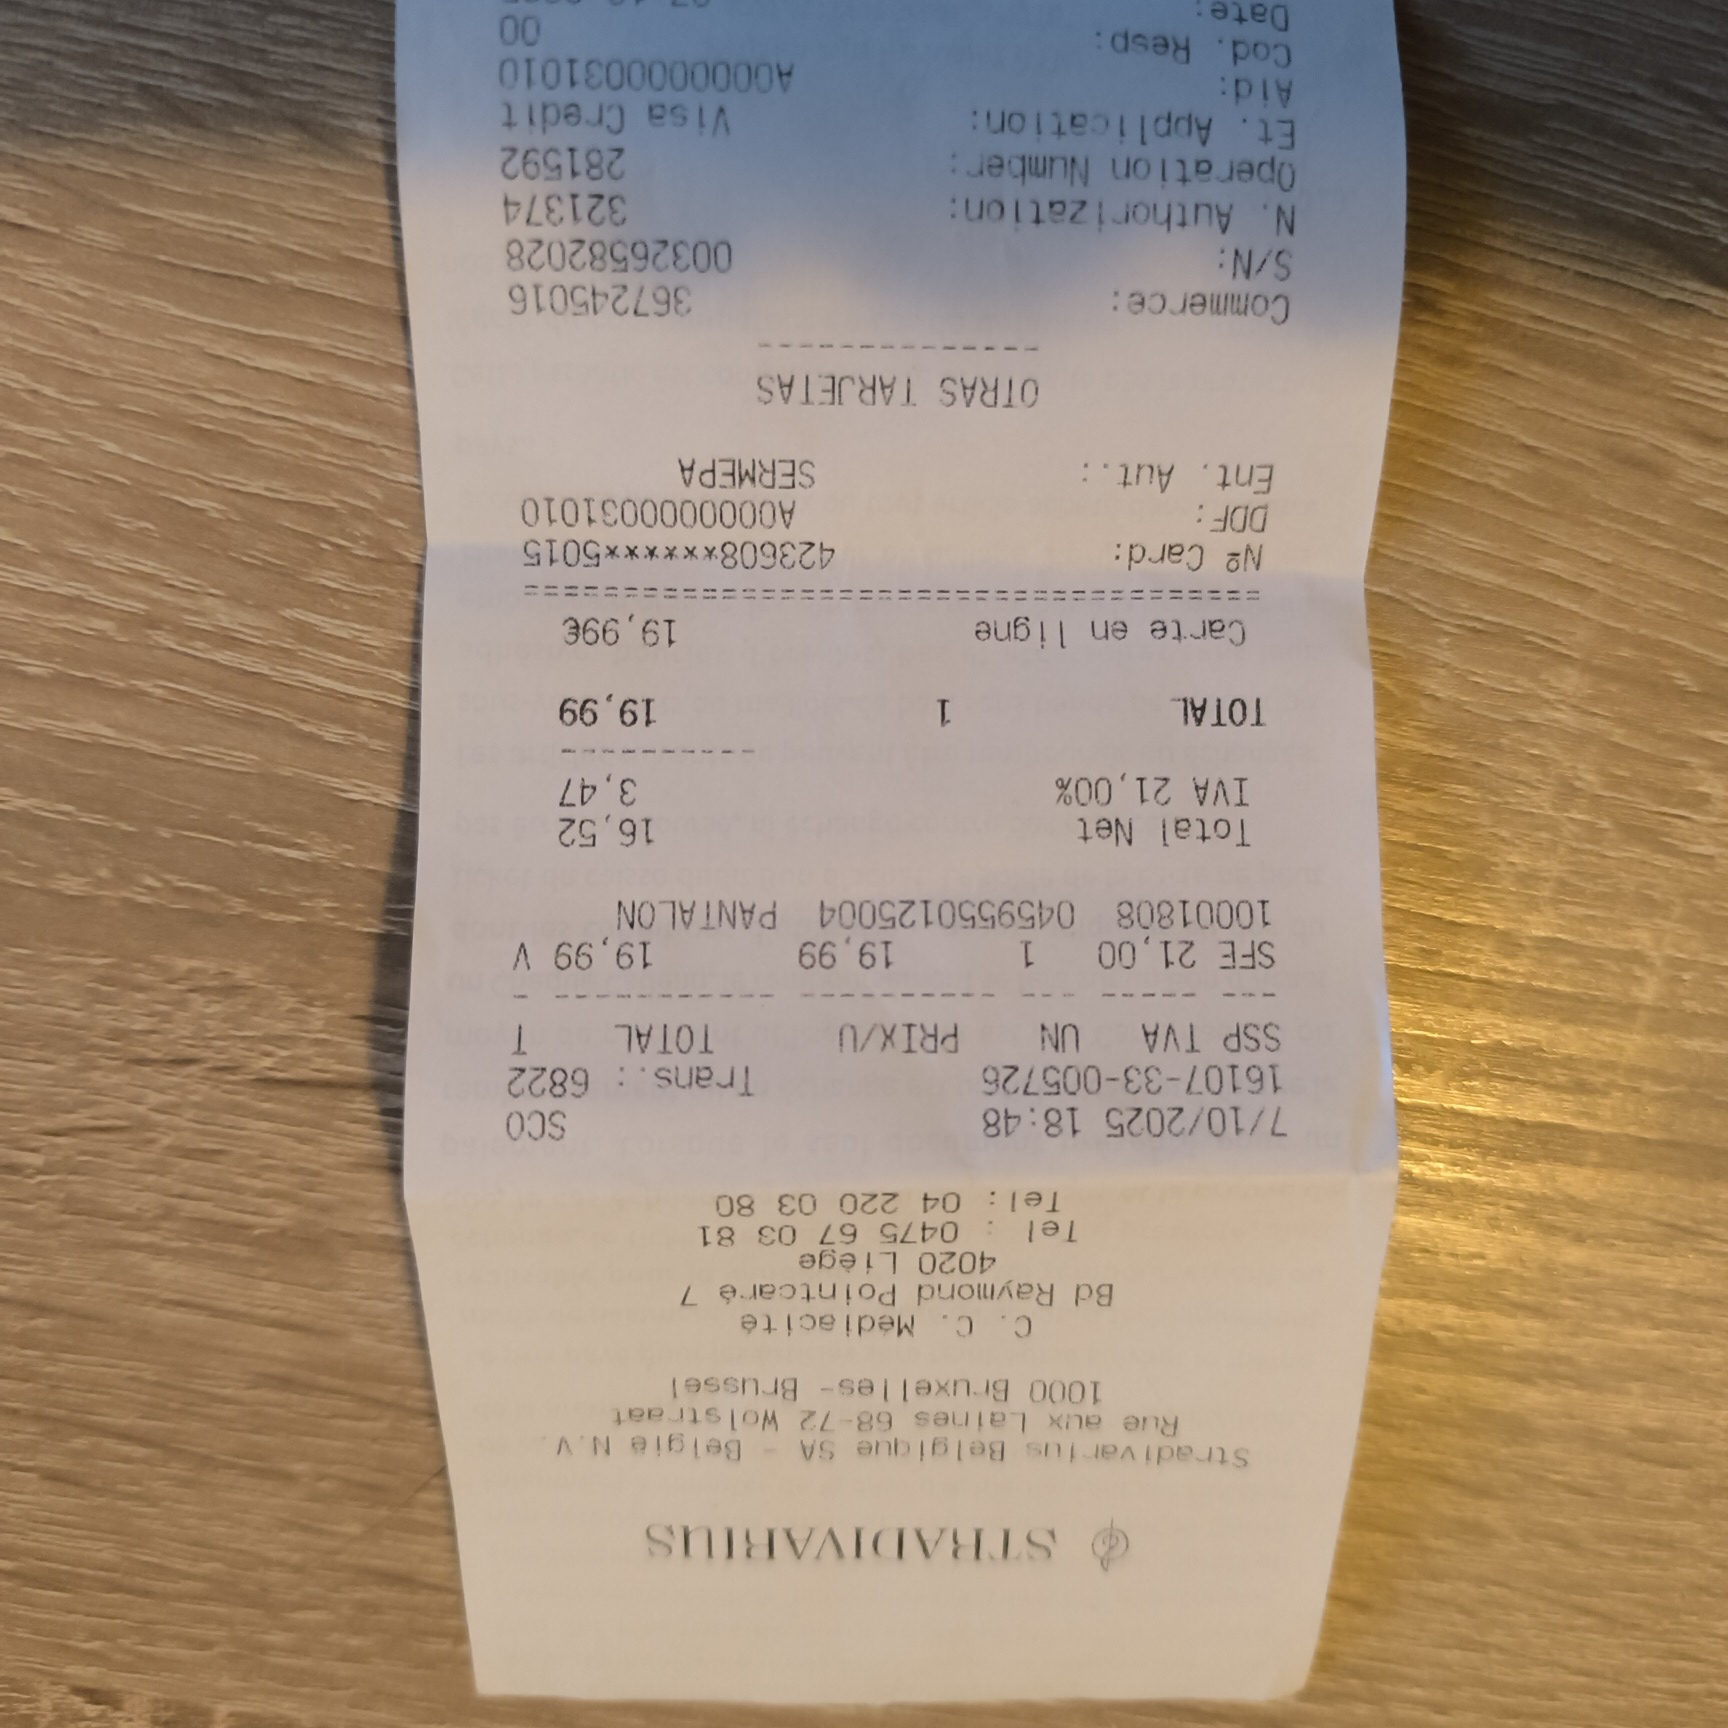 STRADIVARIUS
Stradivarius Belgique SA - België N.V.
Rue aux Laines 68-72 Wolstraat
1000 Bruxelles- Brussel
C. C. Médiacité
Bd Raymond Pointcaré 7
4020 Liège
Tel : 0475 67 03 81
Tel: 04 220 03 80
7/10/2025 18:48 SCO
16107-33-005726 Trans.: 6822
SSP TVA UN PRIX/U TOTAL T
SFE 21,00 1 19,99 19,99 V
10001808 04595550125004 PANTALON
Total Net 16,52
IVA 21,00% 3,47
TOTAL 1 19,99
Carte en ligne 19,99€
Nº Card: 423608*******5015
DDF: A0000000031010
Ent. Aut.: SERMEPA
OTRAS TARJETAS
Commerce: 367245016
S/N: 00326582028
N. Authorization: 321374
Operation Number: 281592
Et. Application: Visa Credit
Aid: A0000000031010
Cod. Resp: 00
Date: